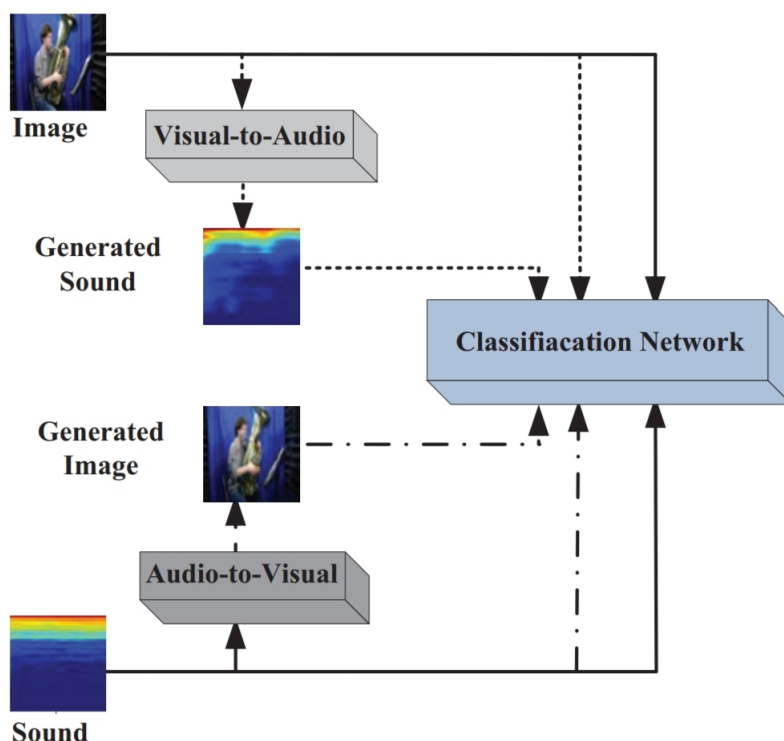 Image
Visual-to-Audio
Generated
Sound
Classifiacation Network
Generated
Image
Audio-to-Visual
Sound